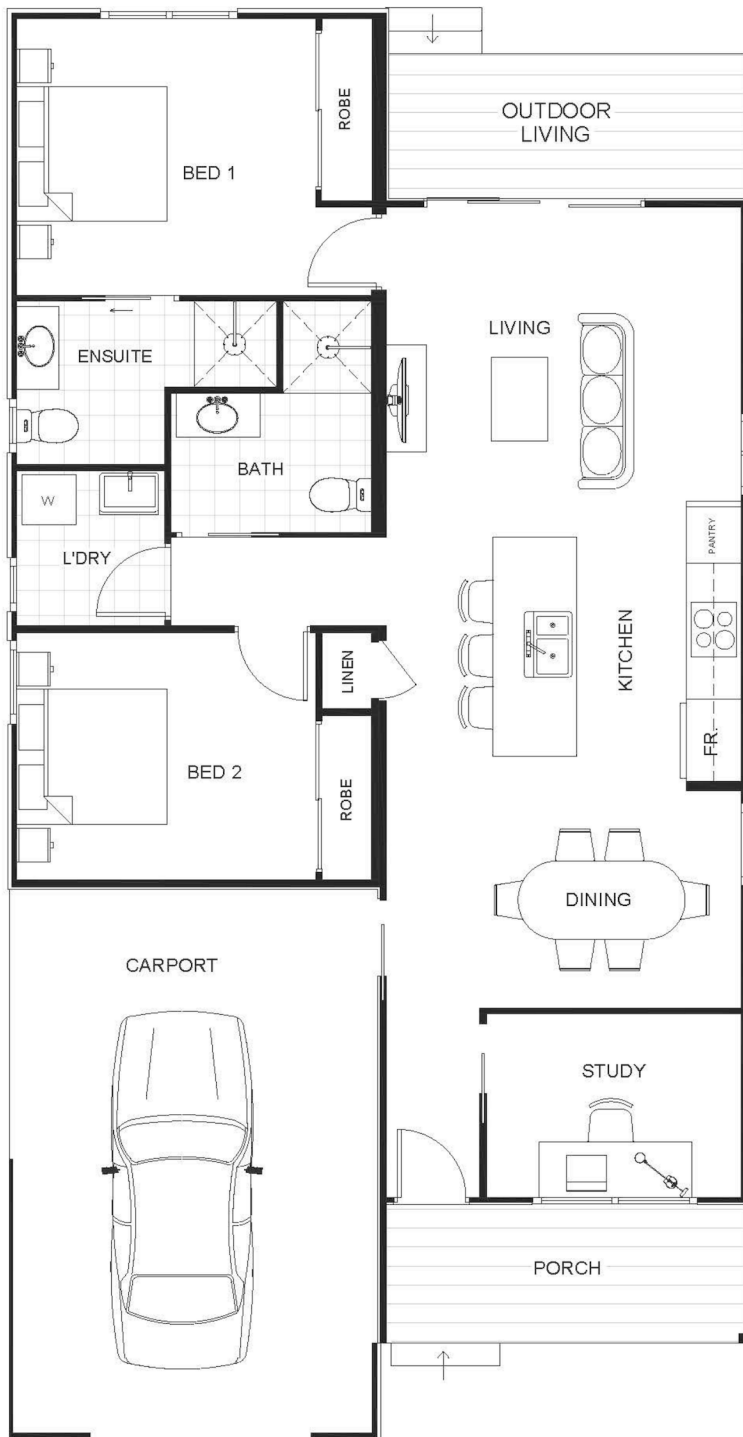 OUTDOOR
LIVING
ROBE
BED 1
LIVING
ENSUITE
BATH
W
PANTRY
L'DRY
KITCHEN
LINEN
FR.
BED 2
ROBE
DINING
CARPORT
STUDY
PORCH